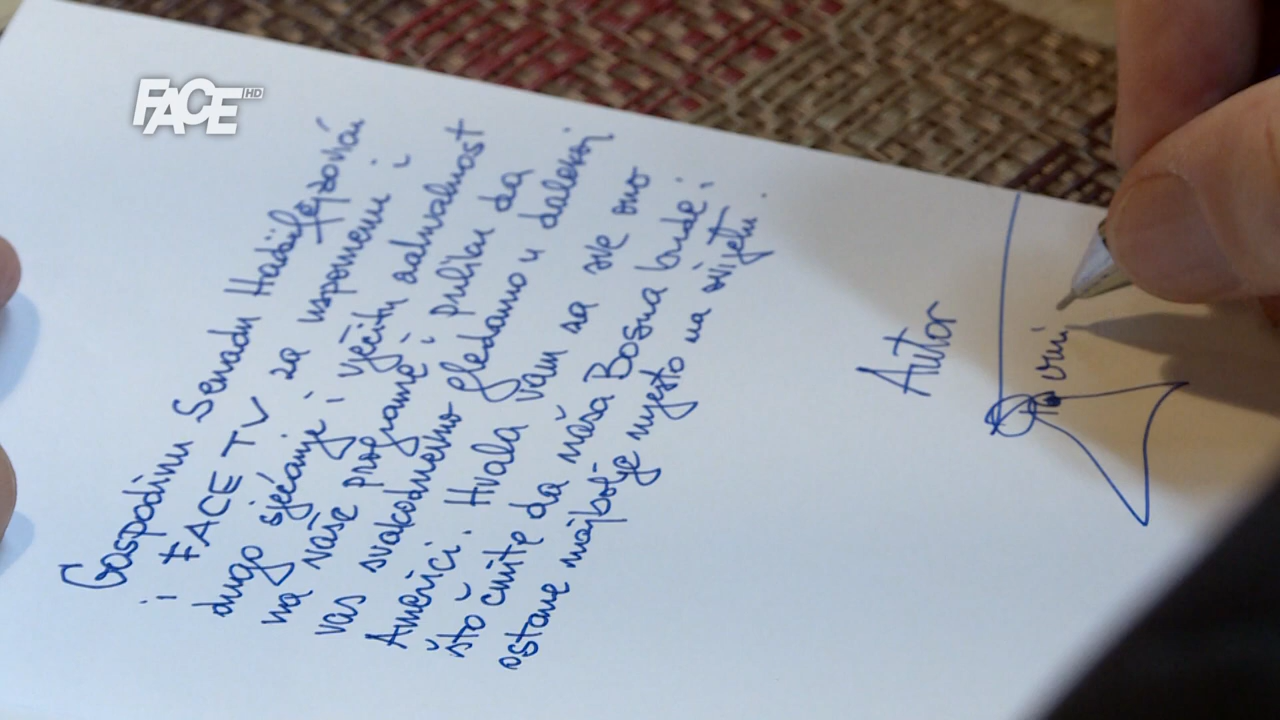 FACE HD
Gospodinu Senadu Hadžifejzoviću
i FACE TV za uspomenu i
dugo sjećanje i vječitu zahvalnost
na vaše programe i priliku da
vas svakodnevno gledamo u dalekoj
Americi. Hvala vam za sve ono
što činite da naša Bosna bude i
ostane najbolje mjesto na svijetu.
Autor